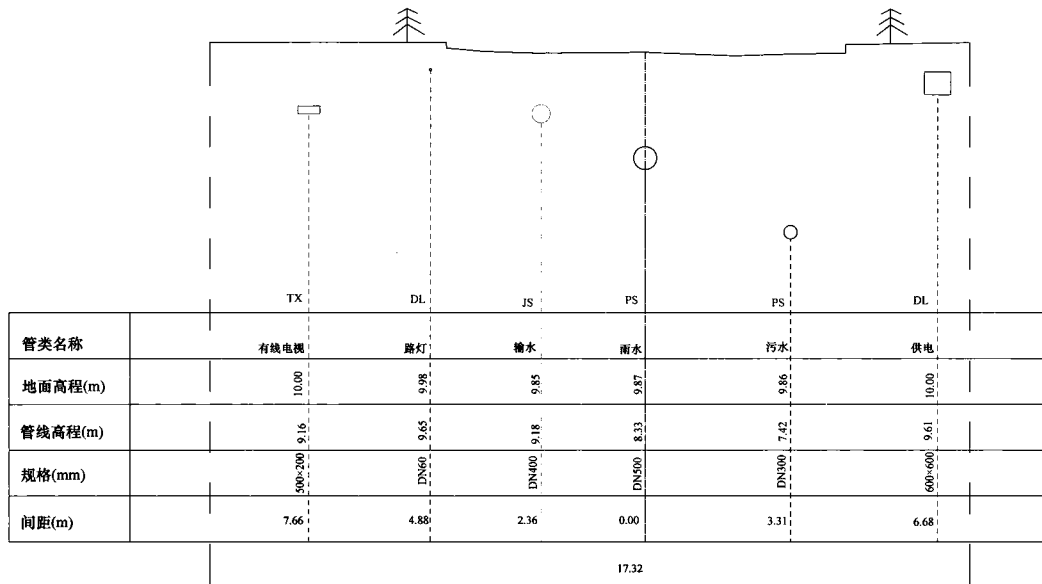 TX DL JS PS PS DL
管类名称 有线电视 路灯 输水 雨水 污水 供电
地面高程(m) 10.00 9.98 9.85 9.87 9.86 10.00
管线高程(m) 9.16 9.65 9.18 8.33 7.42 9.61
规格(mm) 500×200 DN60 DN400 DN500 DN300 600×600
间距(m) 7.66 4.88 2.36 0.00 3.31 6.68
17.32